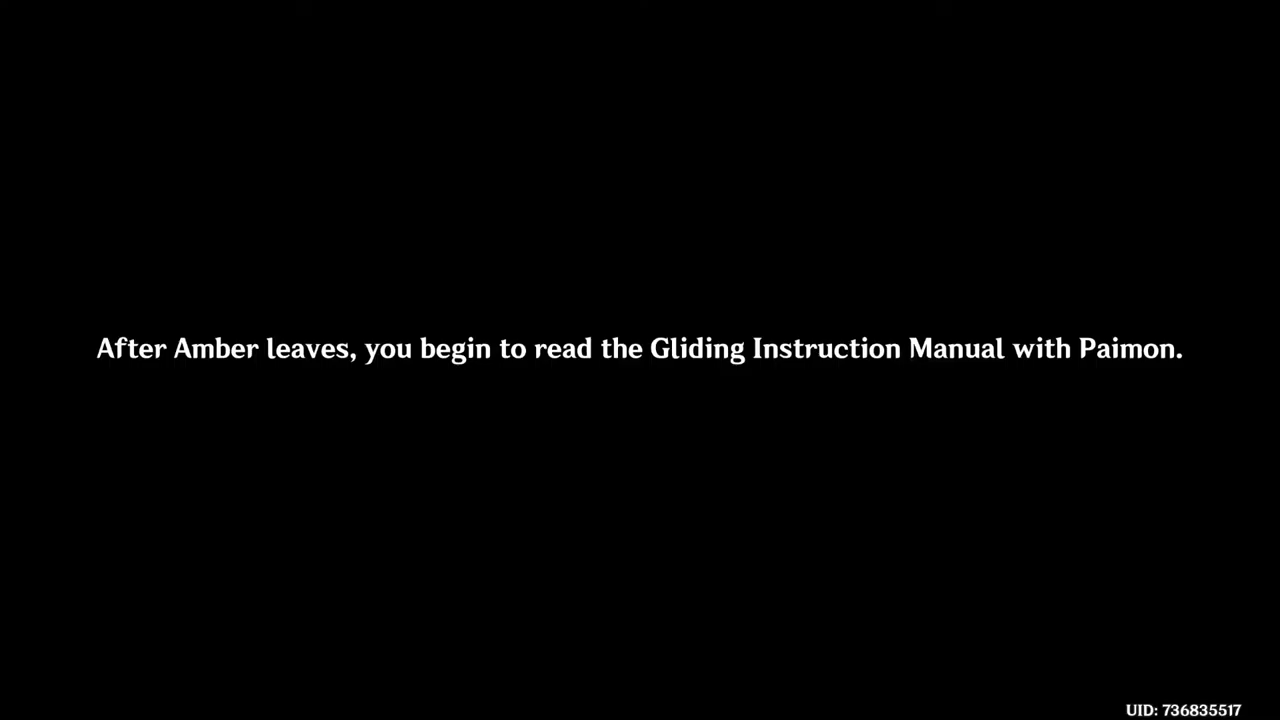 After Amber leaves, you begin to read the Gliding Instruction Manual with Paimon.
UID: 736835517